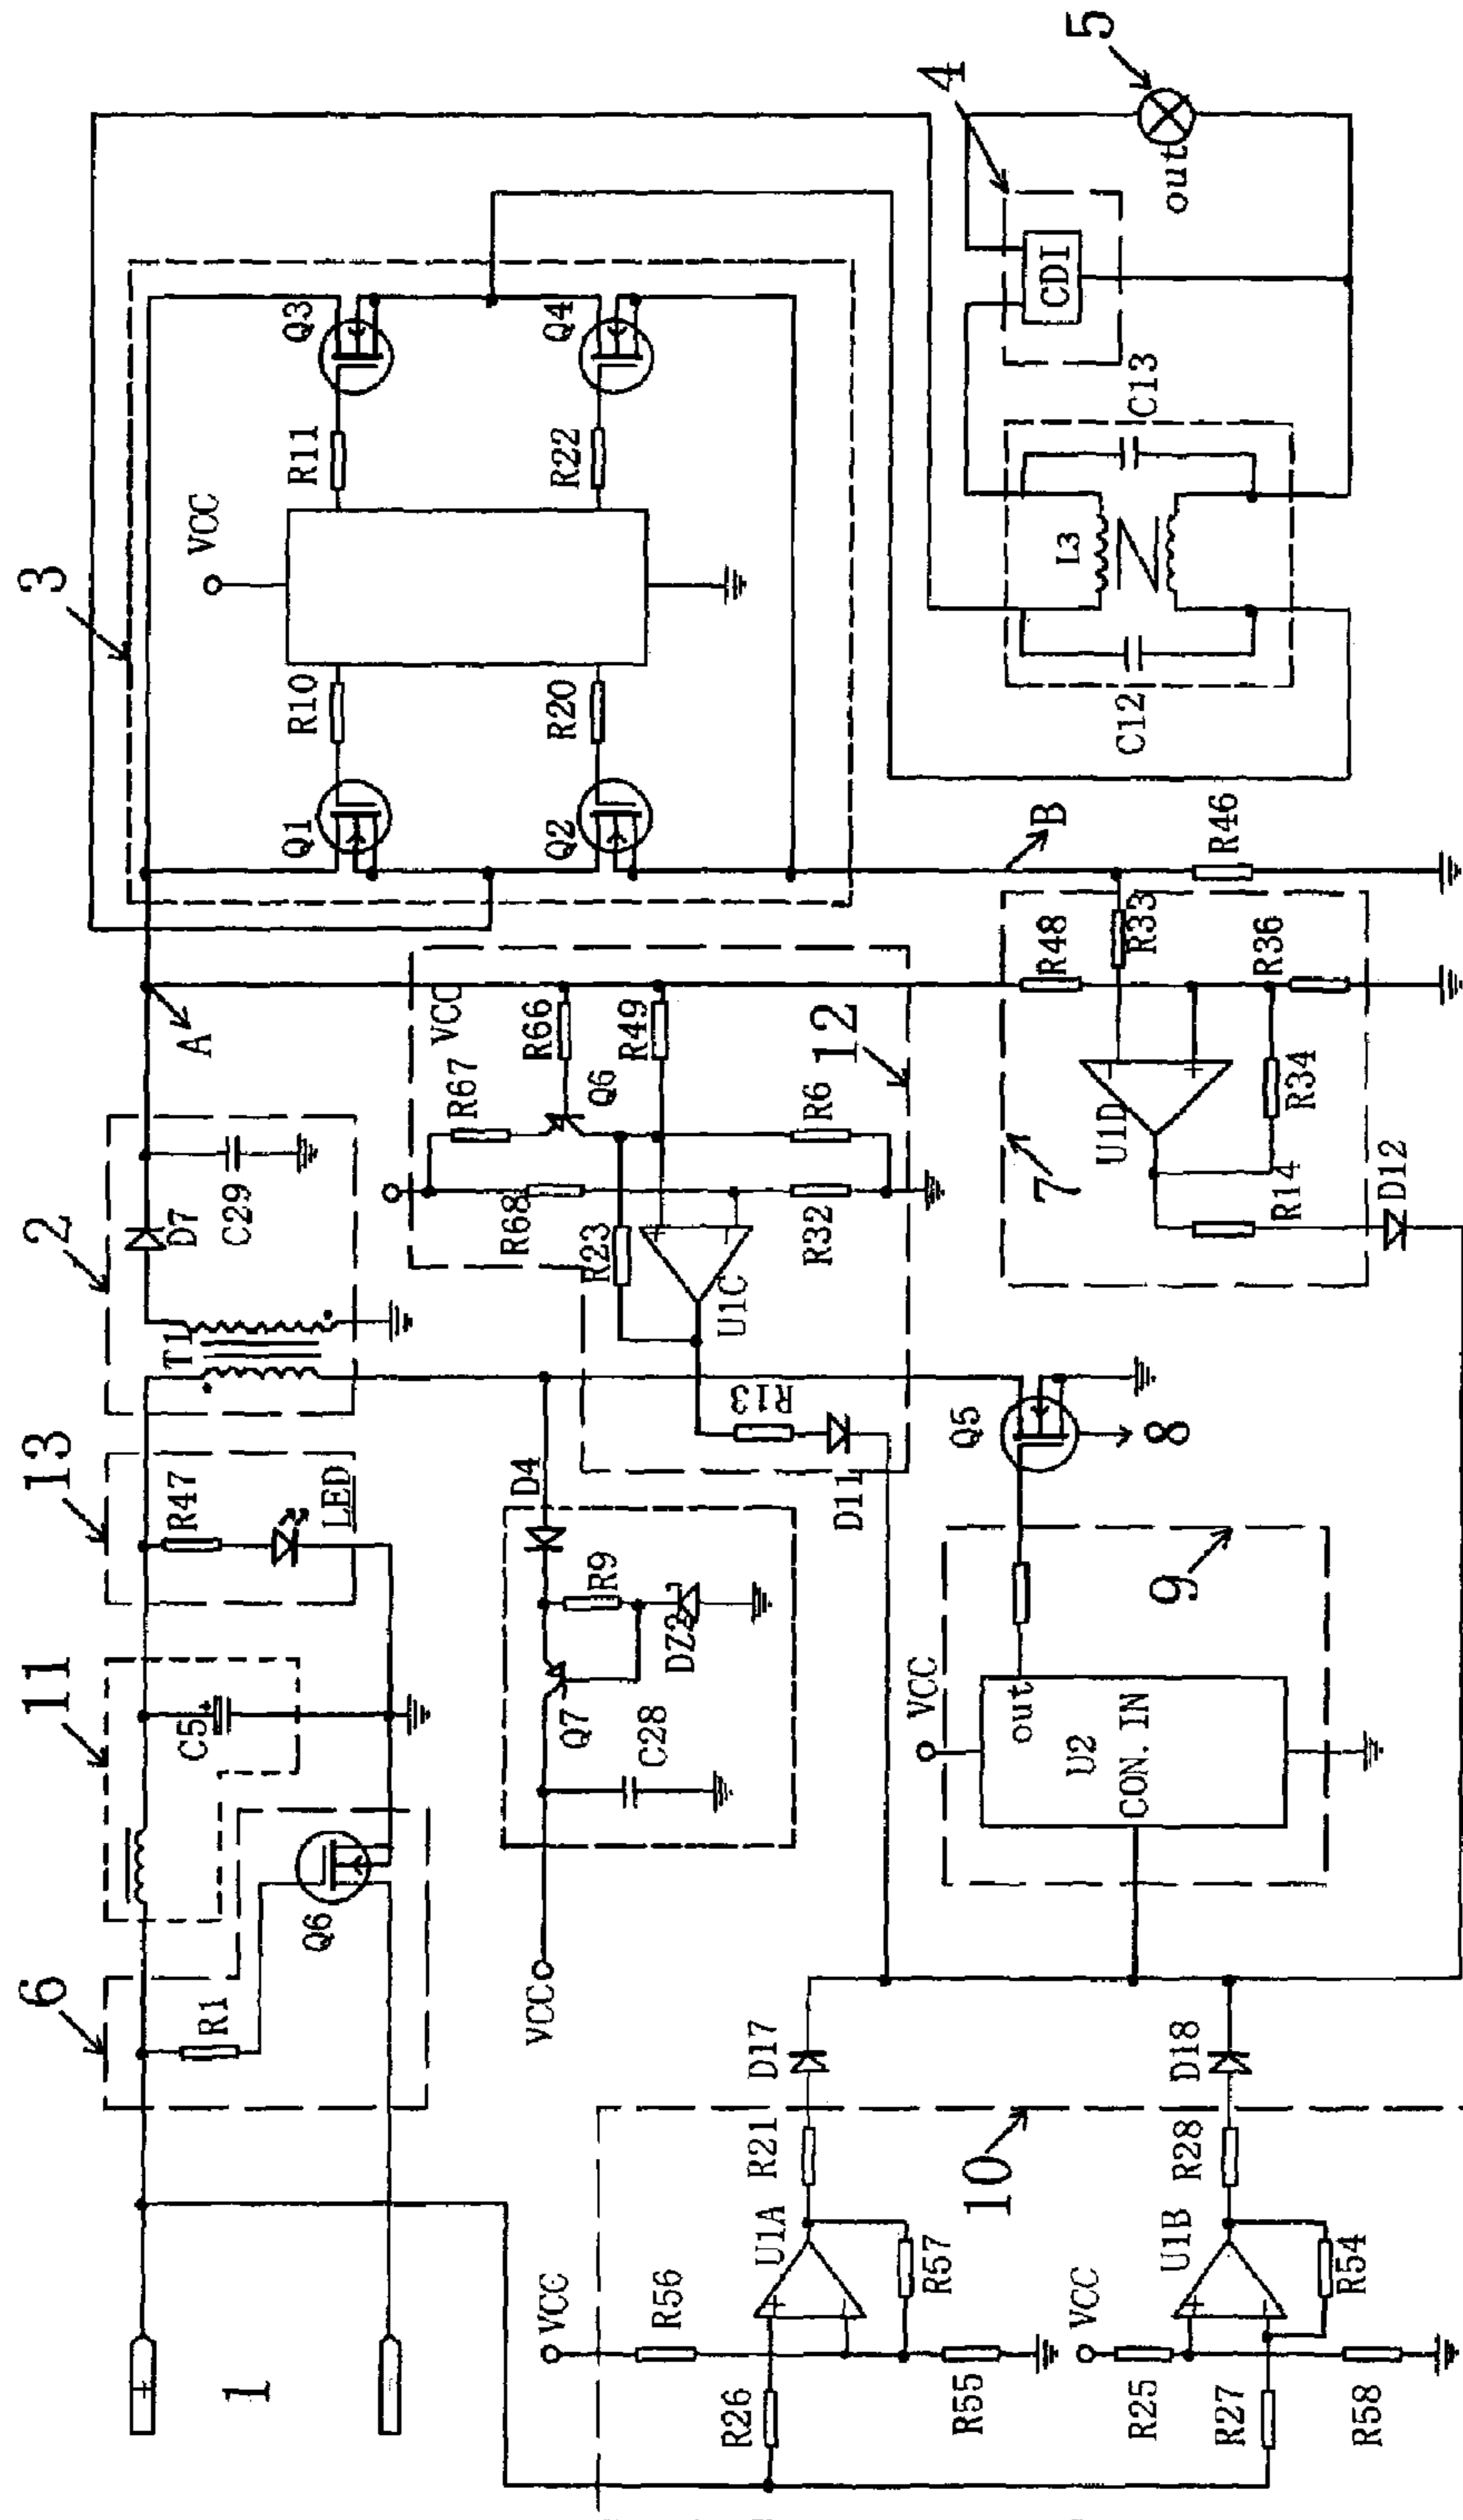 1
6
R1
Q6
11
C5
+
13
R47
LED
2
T1
D7
C29
A
3
VCC
Q1
R10
R11
Q3
Q2
R20
R22
Q4
VCC
Q7
C28
D4
R9
DZ2
VCC
R67
R66
Q6
R68
R49
R23
U1C
R13
D11
R32
R6
12
B
R46
R48
R33
R36
U1D
R34
7
R14
D12
Q5
8
9
VCC
out
U2
CON.IN
L3
C12
C13
4
CDI
5
out
10
VCC
R56
R26
U1A
R21
D17
R57
R55
VCC
R25
R27
U1B
R28
D18
R54
R58